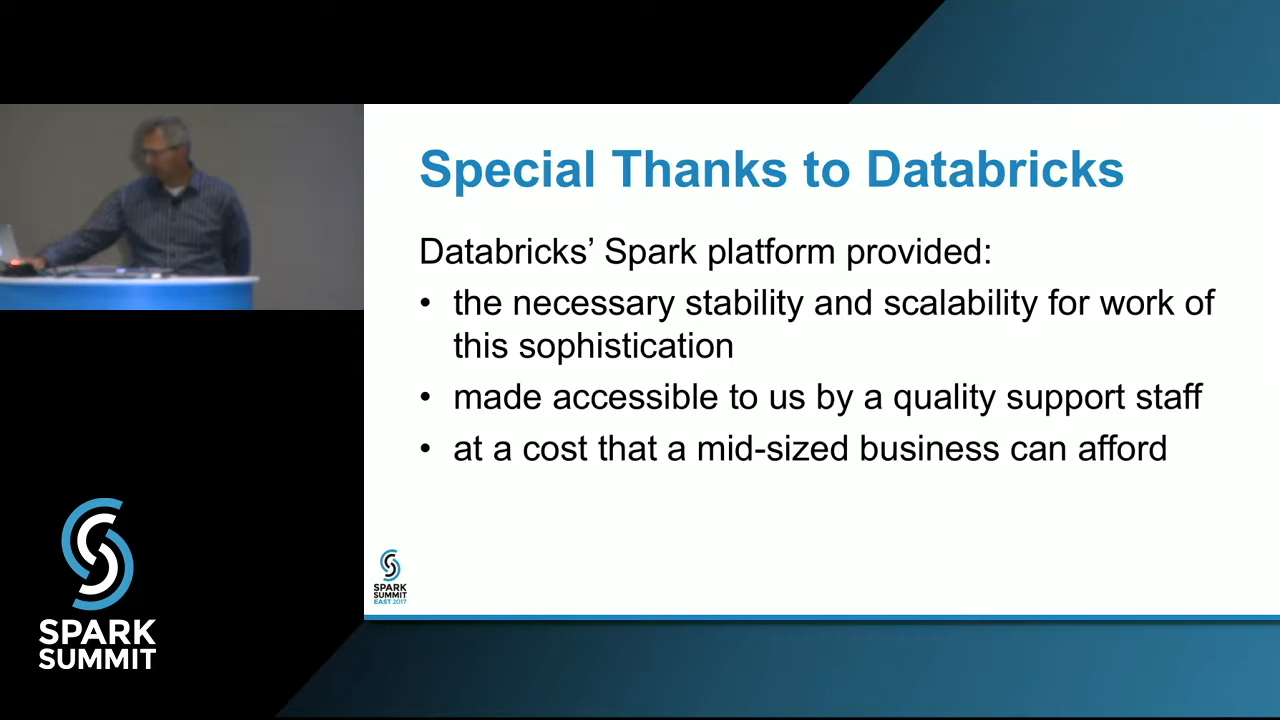 Special Thanks to Databricks
Databricks’ Spark platform provided:
• the necessary stability and scalability for work of
this sophistication
• made accessible to us by a quality support staff
• at a cost that a mid-sized business can afford
SPARK
SUMMIT
EAST 2017
SPARK
SUMMIT